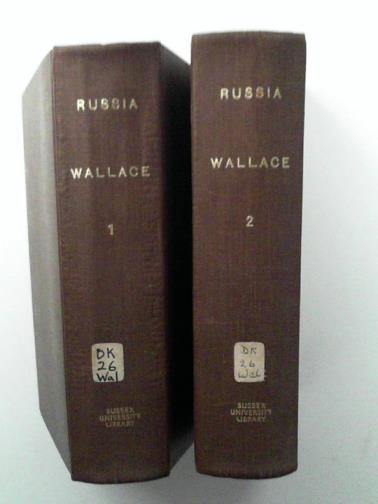 RUSSIA
WALLACE
1
DK
26
Wal
SUSSEX
UNIVERSITY
LIBRARY
RUSSIA
WALLACE
2
DK
26
Wal
SUSSEX
UNIVERSITY
LIBRARY